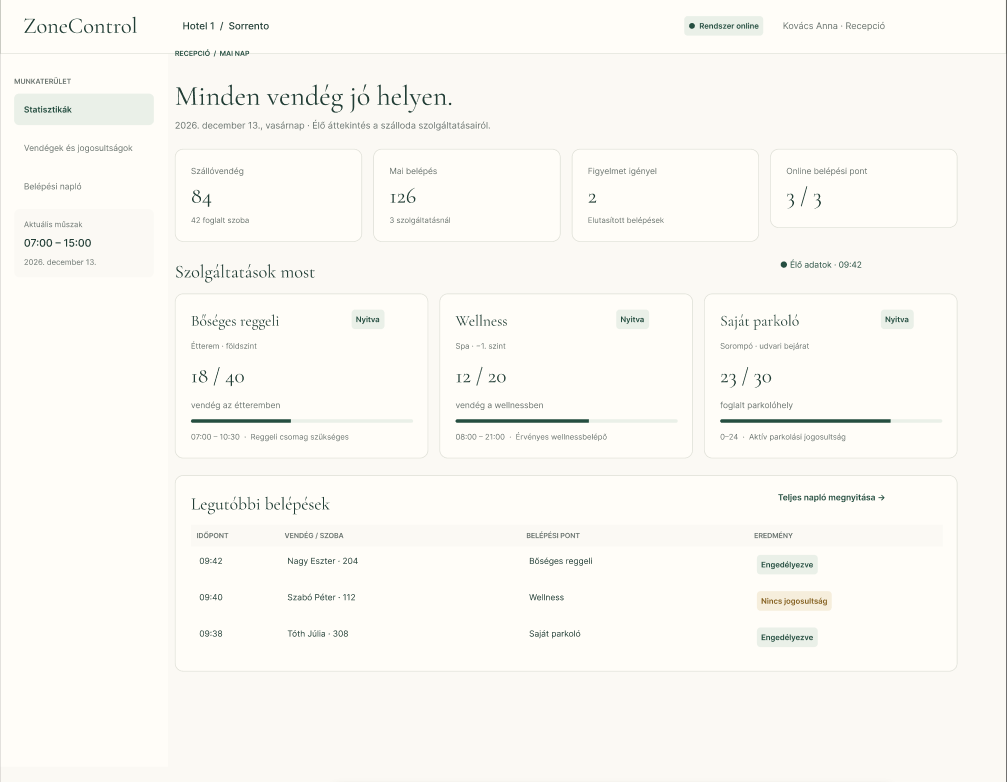 ZoneControl
Hotel 1 / Sorrento
Rendszer online
Kovács Anna · Recepció
RECEPCIÓ / MAI NAP
MUNKATERÜLET
Statisztikák
Vendégek és jogosultságok
Belépési napló
Aktuális műszak
07:00 – 15:00
2026. december 13.
Minden vendég jó helyen.
2026. december 13., vasárnap · Élő áttekintés a szálloda szolgáltatásairól.
Szállóvendég
84
42 foglalt szoba
Mai belépés
126
3 szolgáltatásnál
Figyelmet igényel
2
Elutasított belépések
Online belépési pont
3 / 3
Szolgáltatások most
Élő adatok · 09:42
Bőséges reggeli
Nyitva
Étterem · földszint
18 / 40
vendég az étteremben
07:00 – 10:30 · Reggeli csomag szükséges
Wellness
Nyitva
Spa · −1. szint
12 / 20
vendég a wellnessben
08:00 – 21:00 · Érvényes wellnessbelépő
Saját parkoló
Nyitva
Sorompó · udvari bejárat
23 / 30
foglalt parkolóhely
0–24 · Aktív parkolási jogosultság
Legutóbbi belépések
Teljes napló megnyitása →
IDŐPONT VENDÉG / SZOBA BELÉPÉSI PONT EREDMÉNY
09:42 Nagy Eszter · 204 Bőséges reggeli Engedélyezve
09:40 Szabó Péter · 112 Wellness Nincs jogosultság
09:38 Tóth Júlia · 308 Saját parkoló Engedélyezve